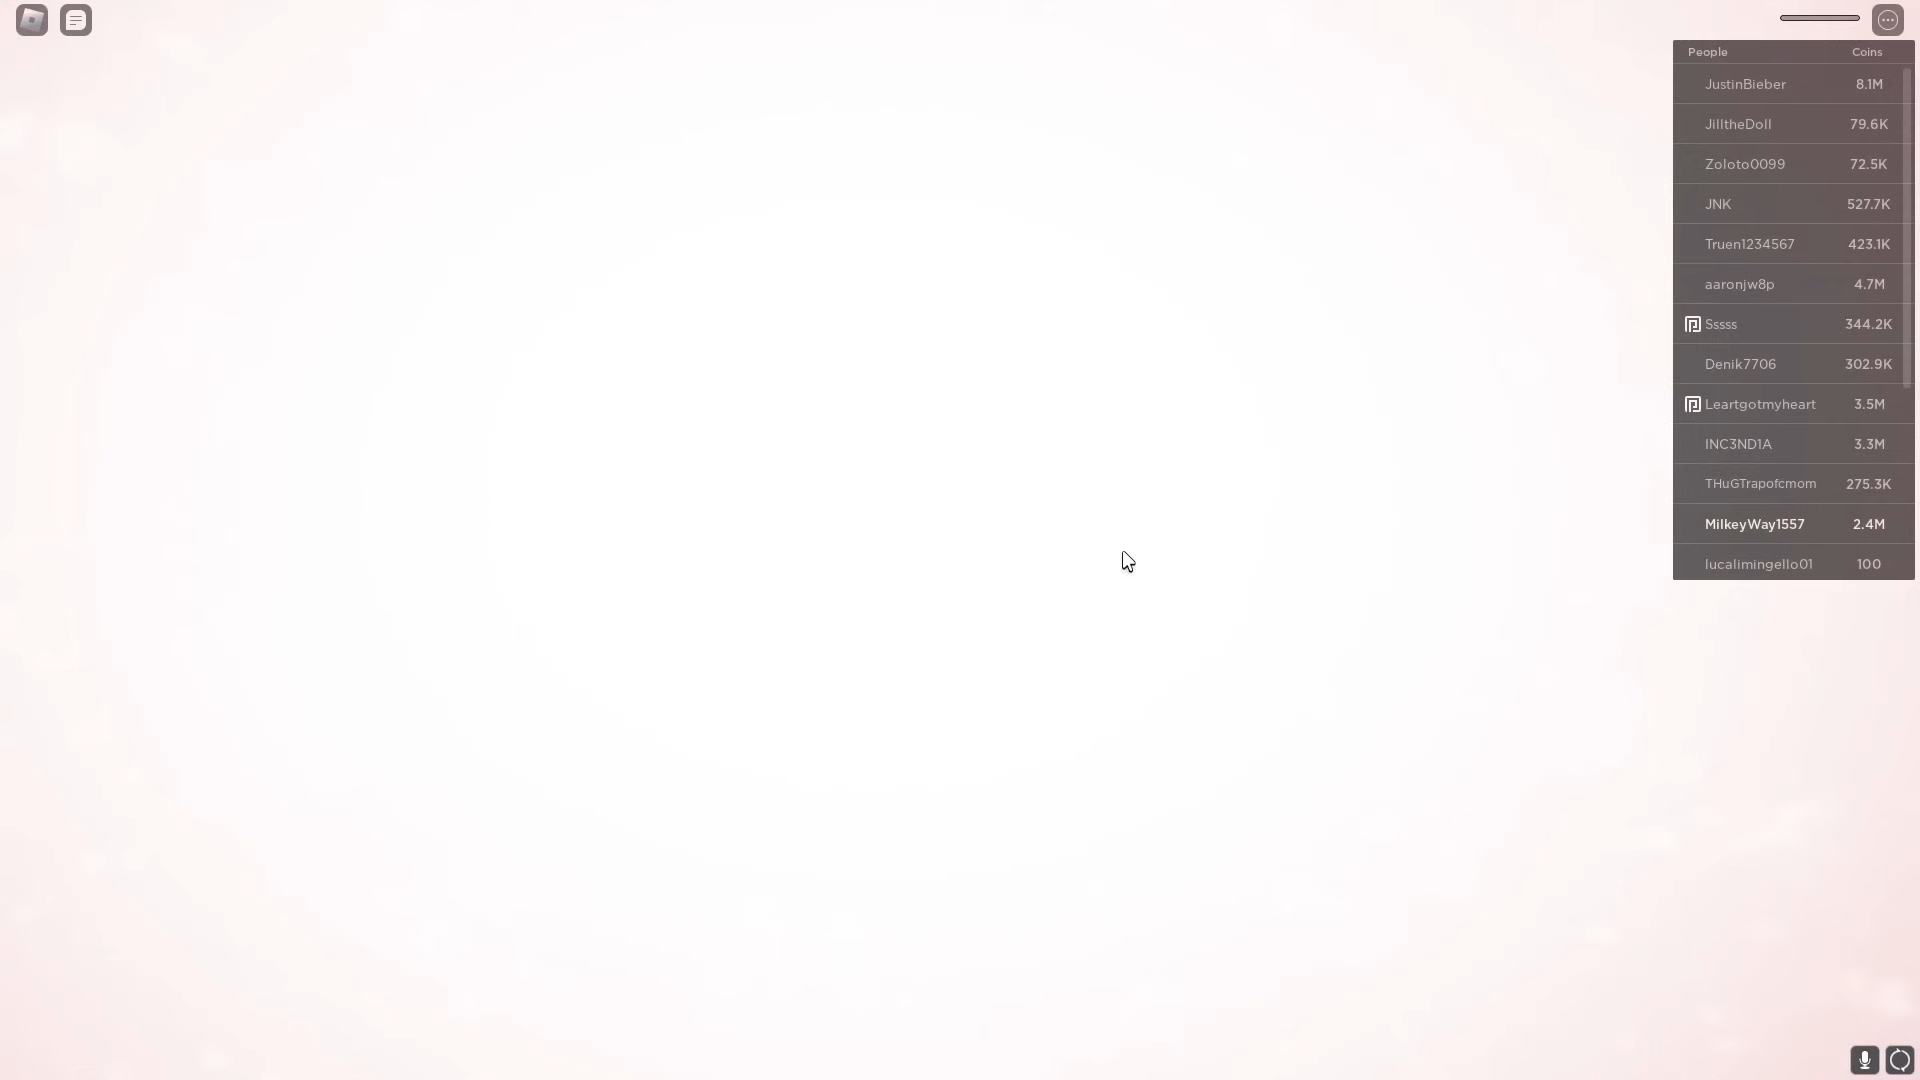 People Coins
JustinBieber 8.1M
JilltheDoll 79.6K
Zoloto0099 72.5K
JNK 527.7K
Truen1234567 423.1K
aaronjw8p 4.7M
Sssss 344.2K
Denik7706 302.9K
Leartgotmyheart 3.5M
INC3ND1A 3.3M
THuGTrapofcmom 275.3K
MilkeyWay1557 2.4M
lucalimingello01 100